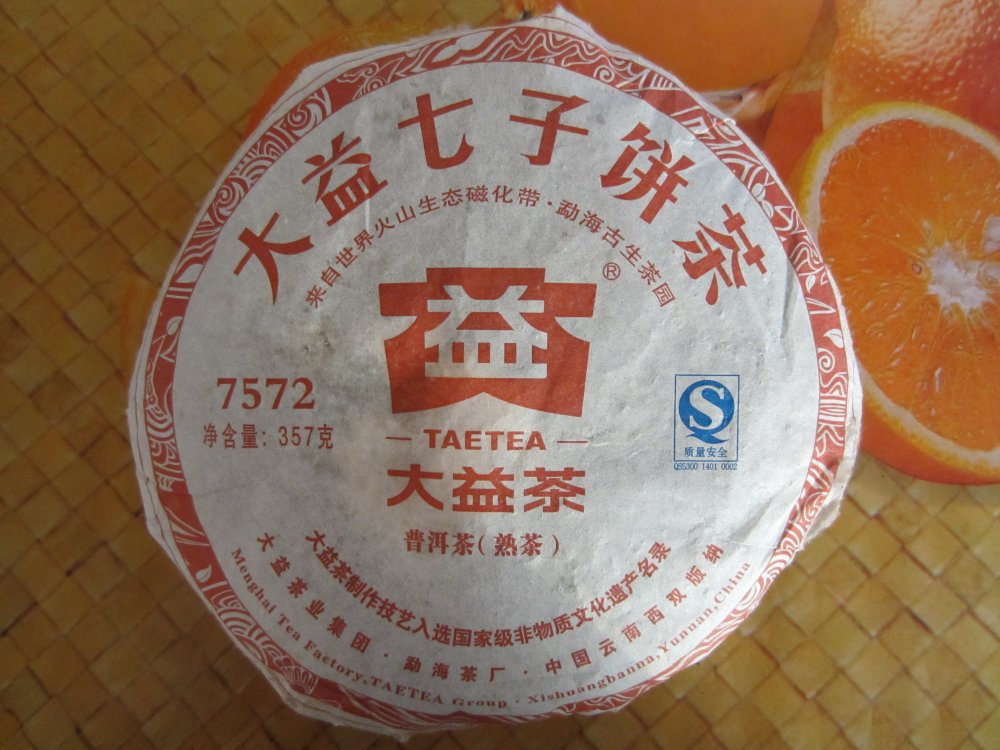 大益七子饼茶
来自世界火山生态磁化带·勐海古生茶园
益
®
7572
净含量：357克
— TAETEA —
大益茶
普洱茶（熟茶）
S
质量安全
QS5300 1401 0002
大益茶制作技艺入选国家级非物质文化遗产名录
大益茶业集团·勐海茶厂·中国云南西双版纳
Menghai Tea Factory,TAETEA Group · Xishuangbanna,Yunnan,China